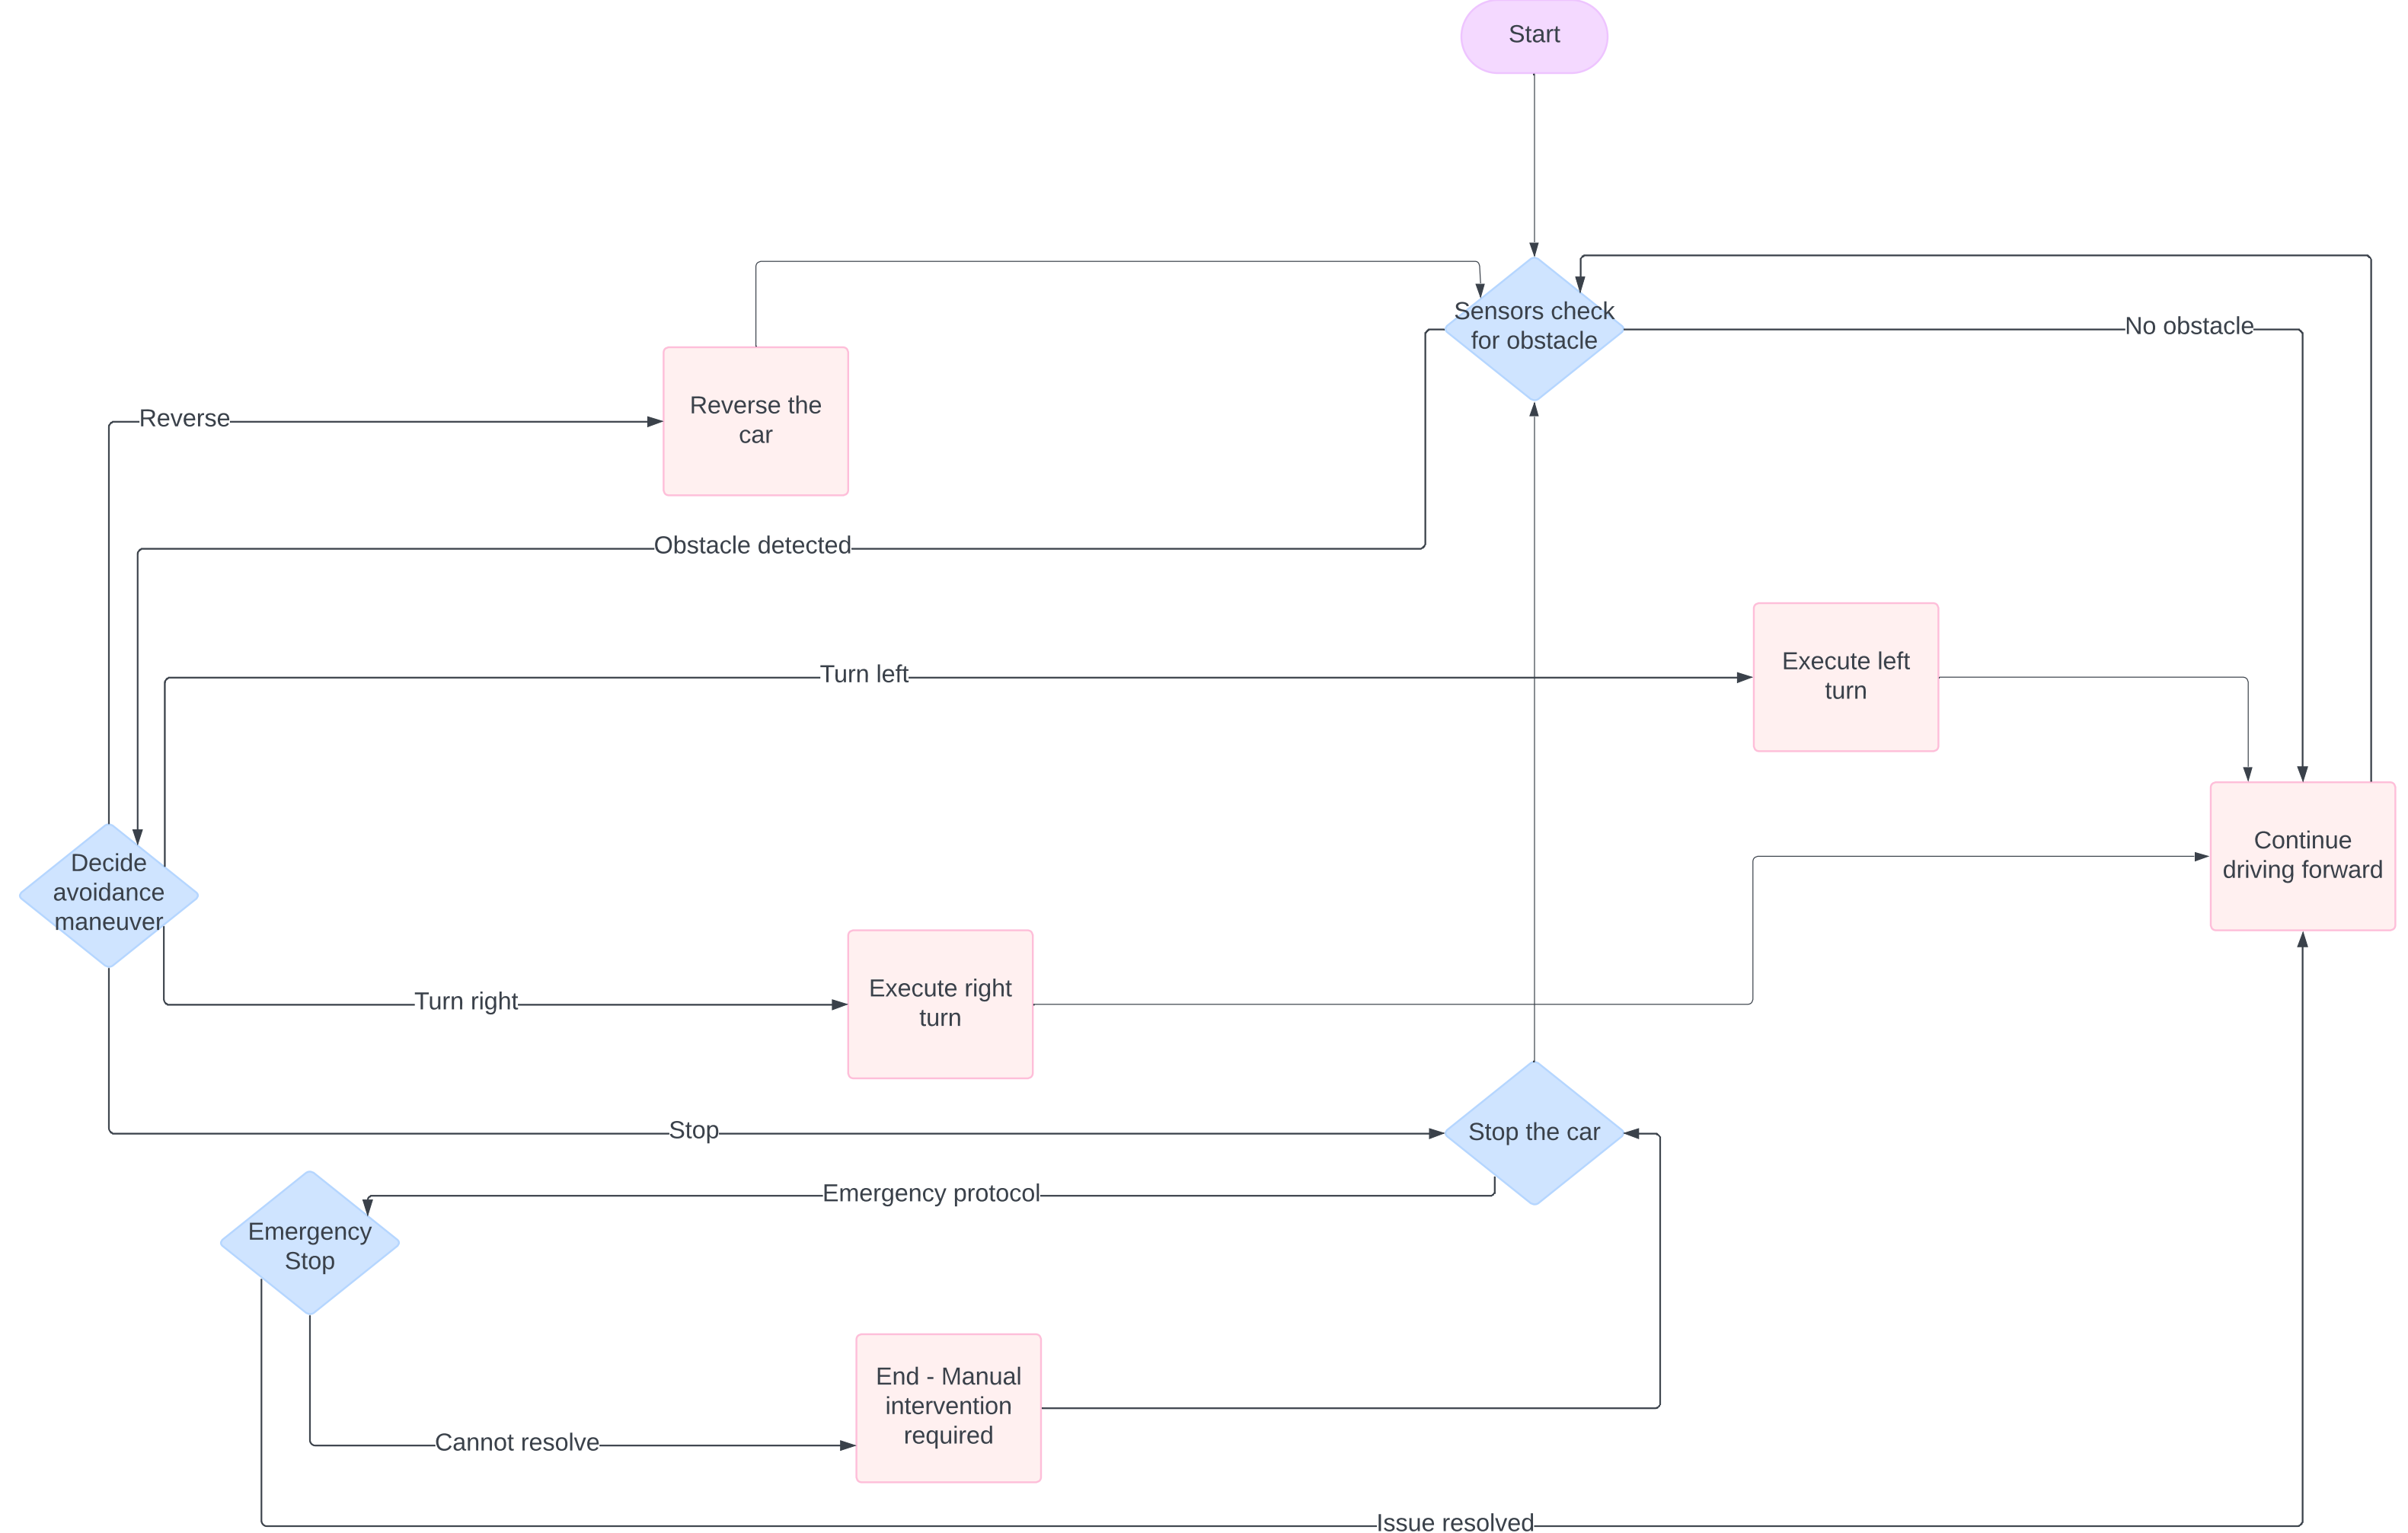 Start
Sensors check
for obstacle
No obstacle
Reverse the
car
Reverse
Obstacle detected
Execute left
turn
Turn left
Continue
driving forward
Decide
avoidance
maneuver
Execute right
turn
Turn right
Stop the car
Stop
Emergency protocol
Emergency
Stop
End - Manual
intervention
required
Cannot resolve
Issue resolved